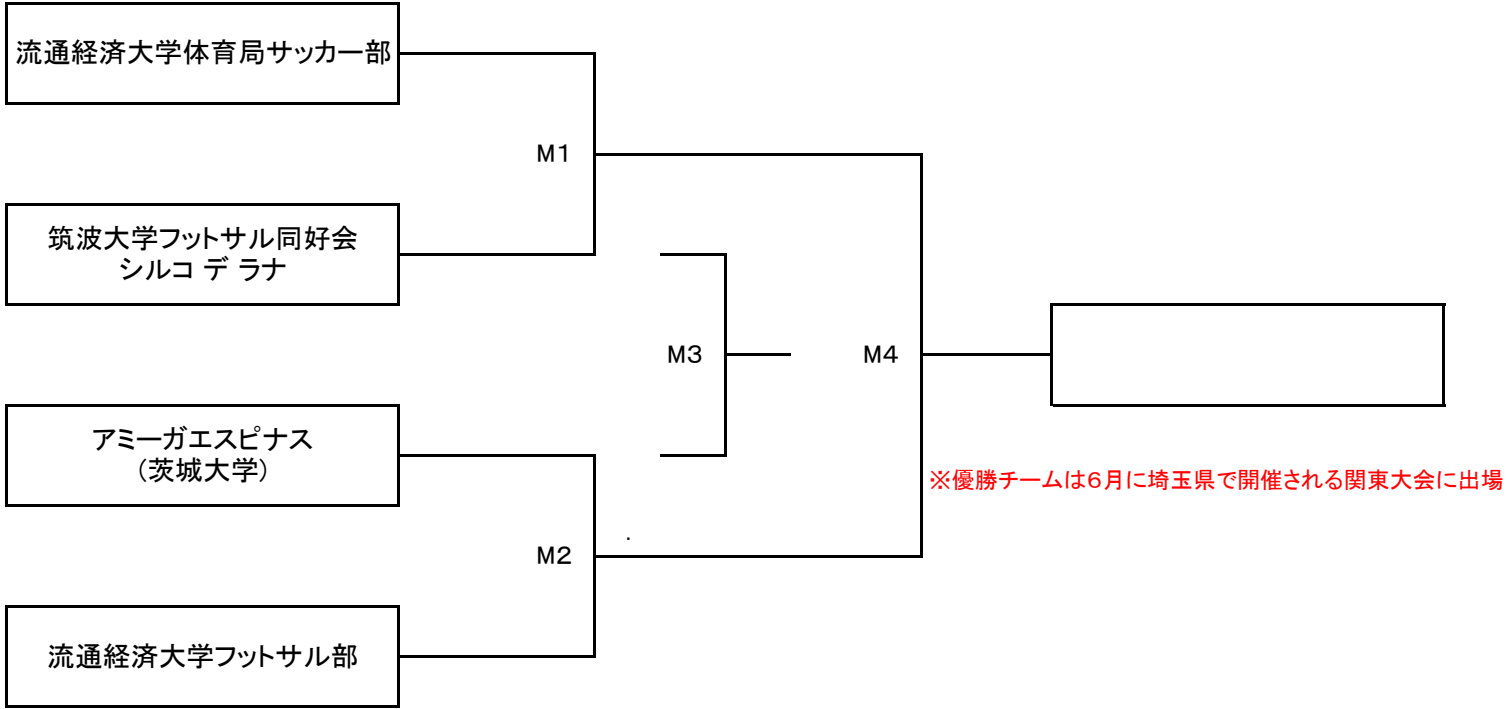 流通経済大学体育局サッカー部
M1
筑波大学フットサル同好会
シルコ デ ラナ
M3
M4
アミーガエスピナス
(茨城大学)
※優勝チームは6月に埼玉県で開催される関東大会に出場
M2
流通経済大学フットサル部